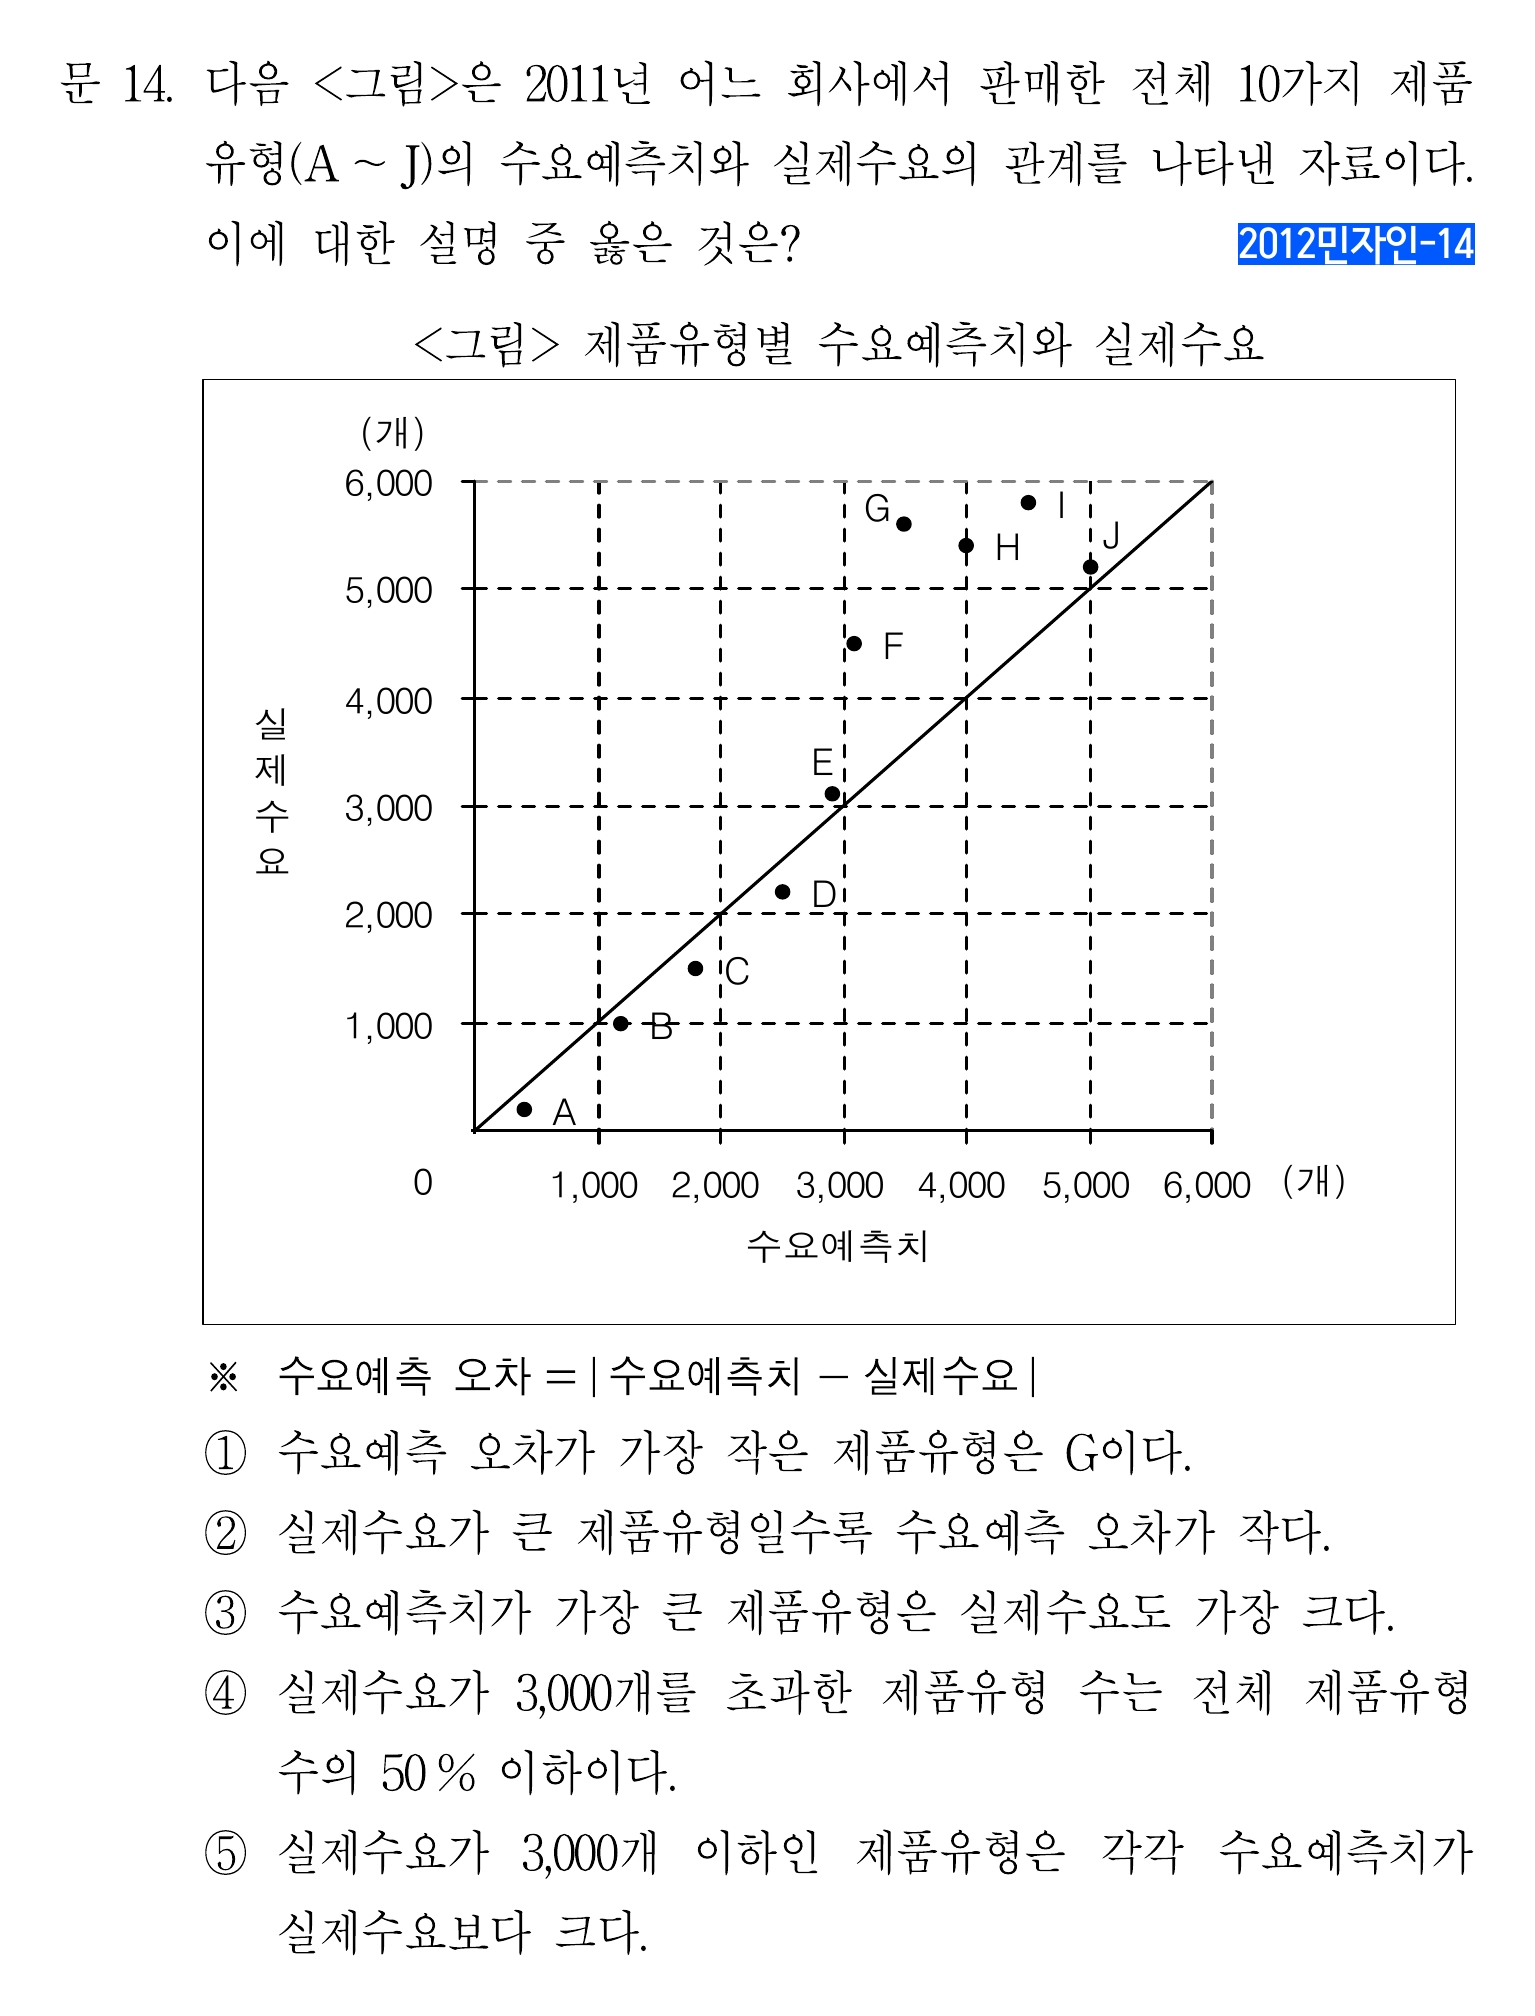 문 14. 다음 <그림>은 2011년 어느 회사에서 판매한 전체 10가지 제품
유형(A ~ J)의 수요예측치와 실제수요의 관계를 나타낸 자료이다.
이에 대한 설명 중 옳은 것은?
2012민자인-14
<그림> 제품유형별 수요예측치와 실제수요
(개)
6,000
5,000
4,000
3,000
2,000
1,000
0
실제수요
G
I
H
J
F
E
D
C
B
A
1,000 2,000 3,000 4,000 5,000 6,000 (개)
수요예측치
※ 수요예측 오차 = | 수요예측치 − 실제수요 |
① 수요예측 오차가 가장 작은 제품유형은 G이다.
② 실제수요가 큰 제품유형일수록 수요예측 오차가 작다.
③ 수요예측치가 가장 큰 제품유형은 실제수요도 가장 크다.
④ 실제수요가 3,000개를 초과한 제품유형 수는 전체 제품유형
수의 50% 이하이다.
⑤ 실제수요가 3,000개 이하인 제품유형은 각각 수요예측치가
실제수요보다 크다.